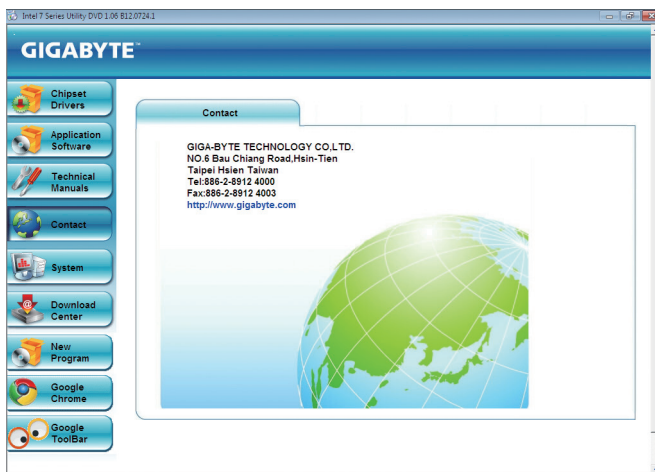 Intel 7 Series Utility DVD 1.06 B12.0724.1
GIGABYTE™
Chipset
Drivers
Application
Software
Technical
Manuals
Contact
System
Download
Center
New
Program
Google
Chrome
Google
ToolBar
Contact
GIGA-BYTE TECHNOLOGY CO,LTD.
NO.6 Bau Chiang Road,Hsin-Tien
Taipei Hsien Taiwan
Tel:886-2-8912 4000
Fax:886-2-8912 4003
http://www.gigabyte.com